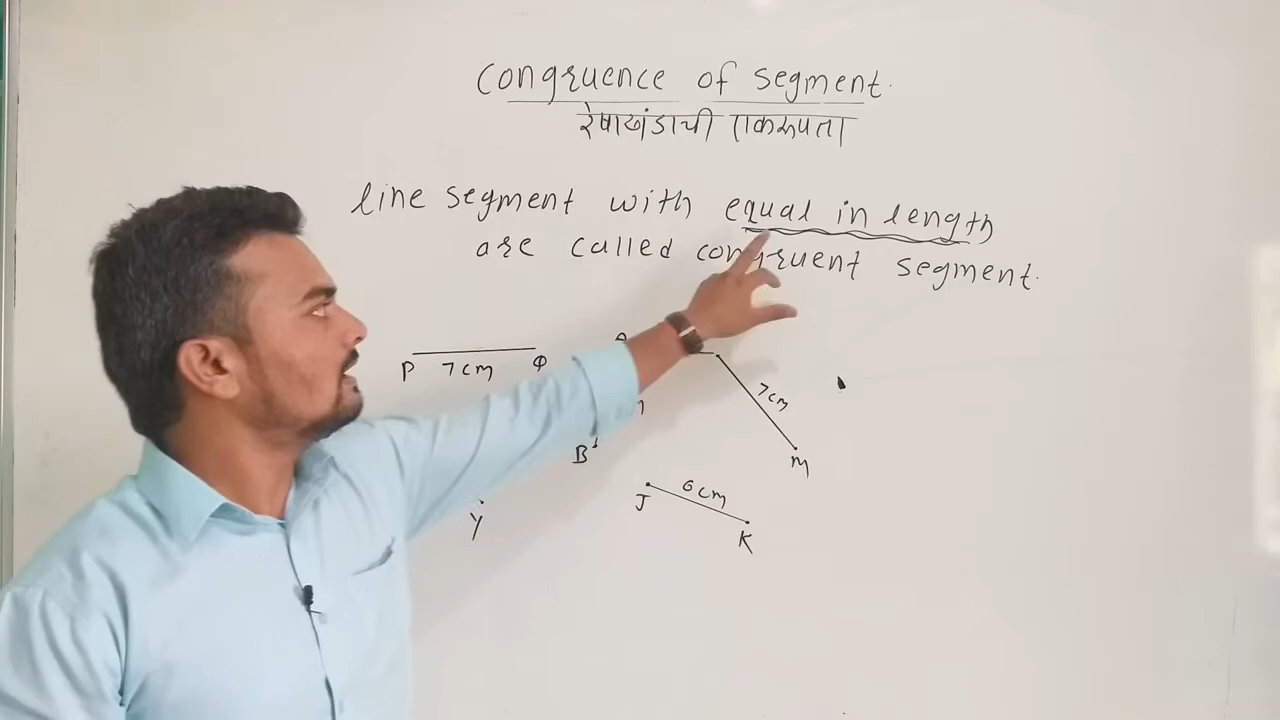 Congruence of segment.
रेषाखंडाची एकरूपता
line segment with equal in length
are called congruent segment.
P 7cm Q
7cm
M
B
J 6cm
K
Y